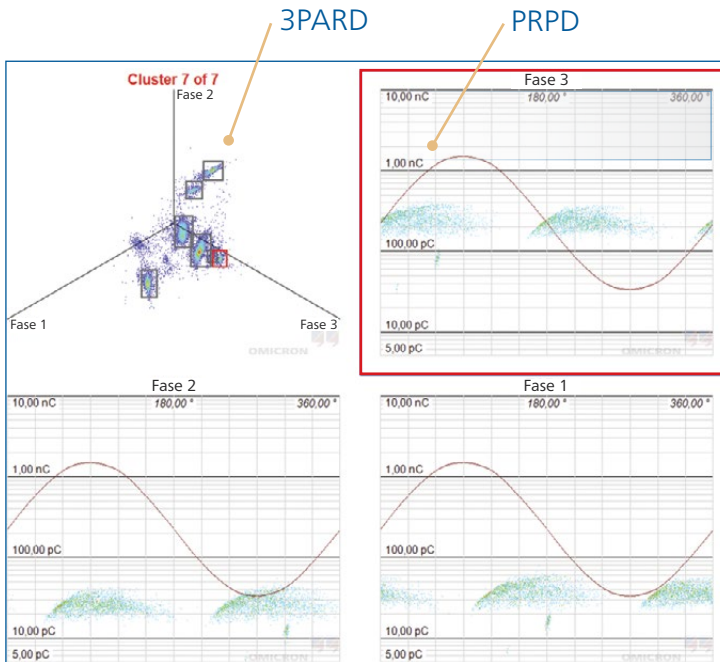 3PARD
PRPD
Cluster 7 of 7
Fase 2
Fase 1
Fase 3
OMICRON
Fase 3
10,00 nC
180,00 °
360,00 °
1,00 nC
100,00 pC
10,00 pC
5,00 pC
OMICRON
Fase 2
10,00 nC
180,00 °
360,00 °
1,00 nC
100,00 pC
10,00 pC
5,00 pC
OMICRON
Fase 1
10,00 nC
180,00 °
360,00 °
1,00 nC
100,00 pC
10,00 pC
5,00 pC
OMICRON